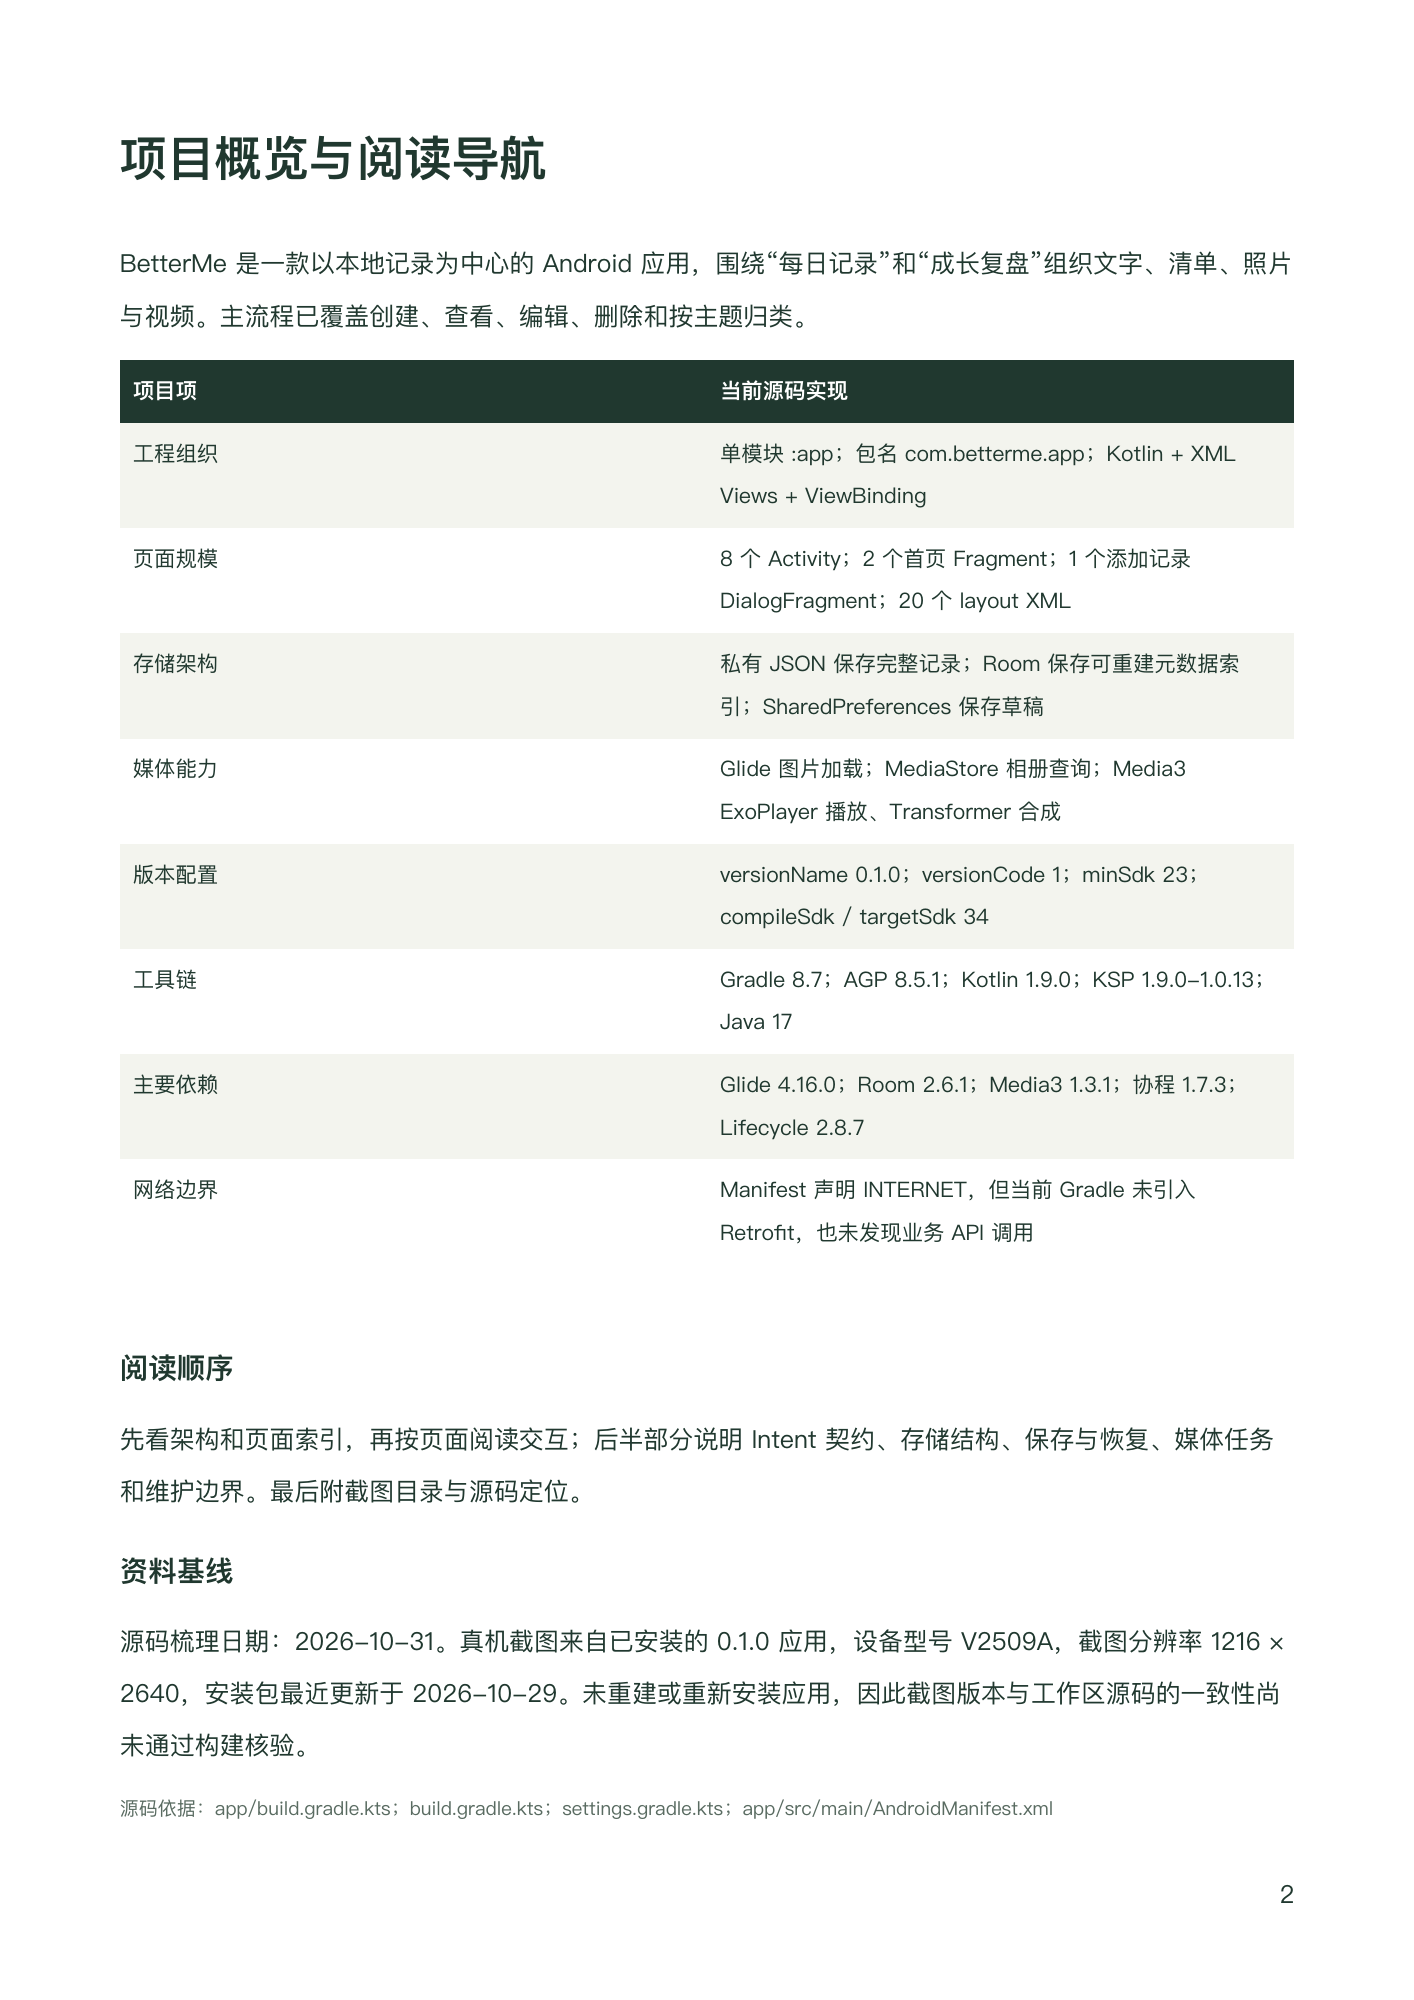 项目概览与阅读导航
BetterMe 是一款以本地记录为中心的 Android 应用，围绕“每日记录”和“成长复盘”组织文字、清单、照片
与视频。主流程已覆盖创建、查看、编辑、删除和按主题归类。
项目项 当前源码实现
工程组织 单模块 :app；包名 com.betterme.app；Kotlin + XML
Views + ViewBinding
页面规模 8 个 Activity；2 个首页 Fragment；1 个添加记录
DialogFragment；20 个 layout XML
存储架构 私有 JSON 保存完整记录；Room 保存可重建元数据索
引；SharedPreferences 保存草稿
媒体能力 Glide 图片加载；MediaStore 相册查询；Media3
ExoPlayer 播放、Transformer 合成
版本配置 versionName 0.1.0；versionCode 1；minSdk 23；
compileSdk / targetSdk 34
工具链 Gradle 8.7；AGP 8.5.1；Kotlin 1.9.0；KSP 1.9.0-1.0.13；
Java 17
主要依赖 Glide 4.16.0；Room 2.6.1；Media3 1.3.1；协程 1.7.3；
Lifecycle 2.8.7
网络边界 Manifest 声明 INTERNET，但当前 Gradle 未引入
Retrofit，也未发现业务 API 调用
阅读顺序
先看架构和页面索引，再按页面阅读交互；后半部分说明 Intent 契约、存储结构、保存与恢复、媒体任务
和维护边界。最后附截图目录与源码定位。
资料基线
源码梳理日期：2026-10-31。真机截图来自已安装的 0.1.0 应用，设备型号 V2509A，截图分辨率 1216 ×
2640，安装包最近更新于 2026-10-29。未重建或重新安装应用，因此截图版本与工作区源码的一致性尚
未通过构建核验。
源码依据：app/build.gradle.kts；build.gradle.kts；settings.gradle.kts；app/src/main/AndroidManifest.xml
2